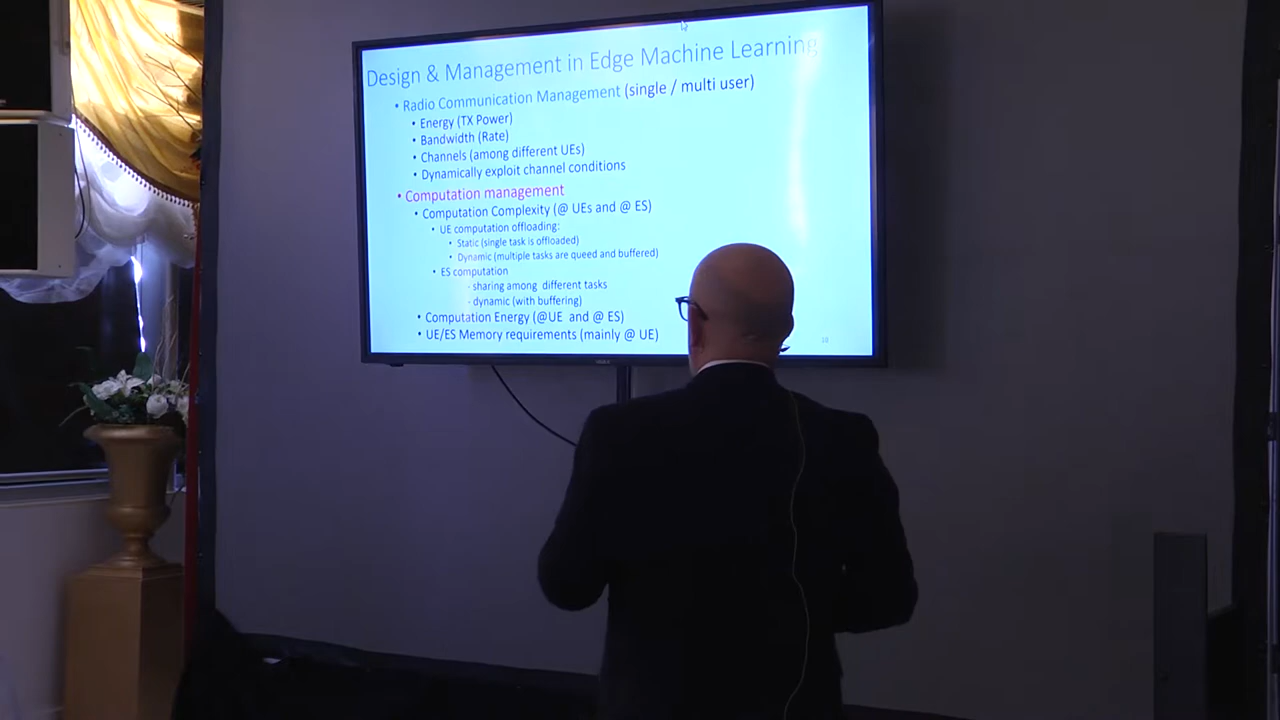 Design & Management in Edge Machine Learning
• Radio Communication Management (single / multi user)
• Energy (TX Power)
• Bandwidth (Rate)
• Channels (among different UEs)
• Dynamically exploit channel conditions
• Computation management
• Computation Complexity (@ UEs and @ ES)
• UE computation offloading:
• Static (single task is offloaded)
• Dynamic (multiple tasks are queed and buffered)
• ES computation
- sharing among different tasks
- dynamic (with buffering)
• Computation Energy (@UE and @ ES)
• UE/ES Memory requirements (mainly @ UE)